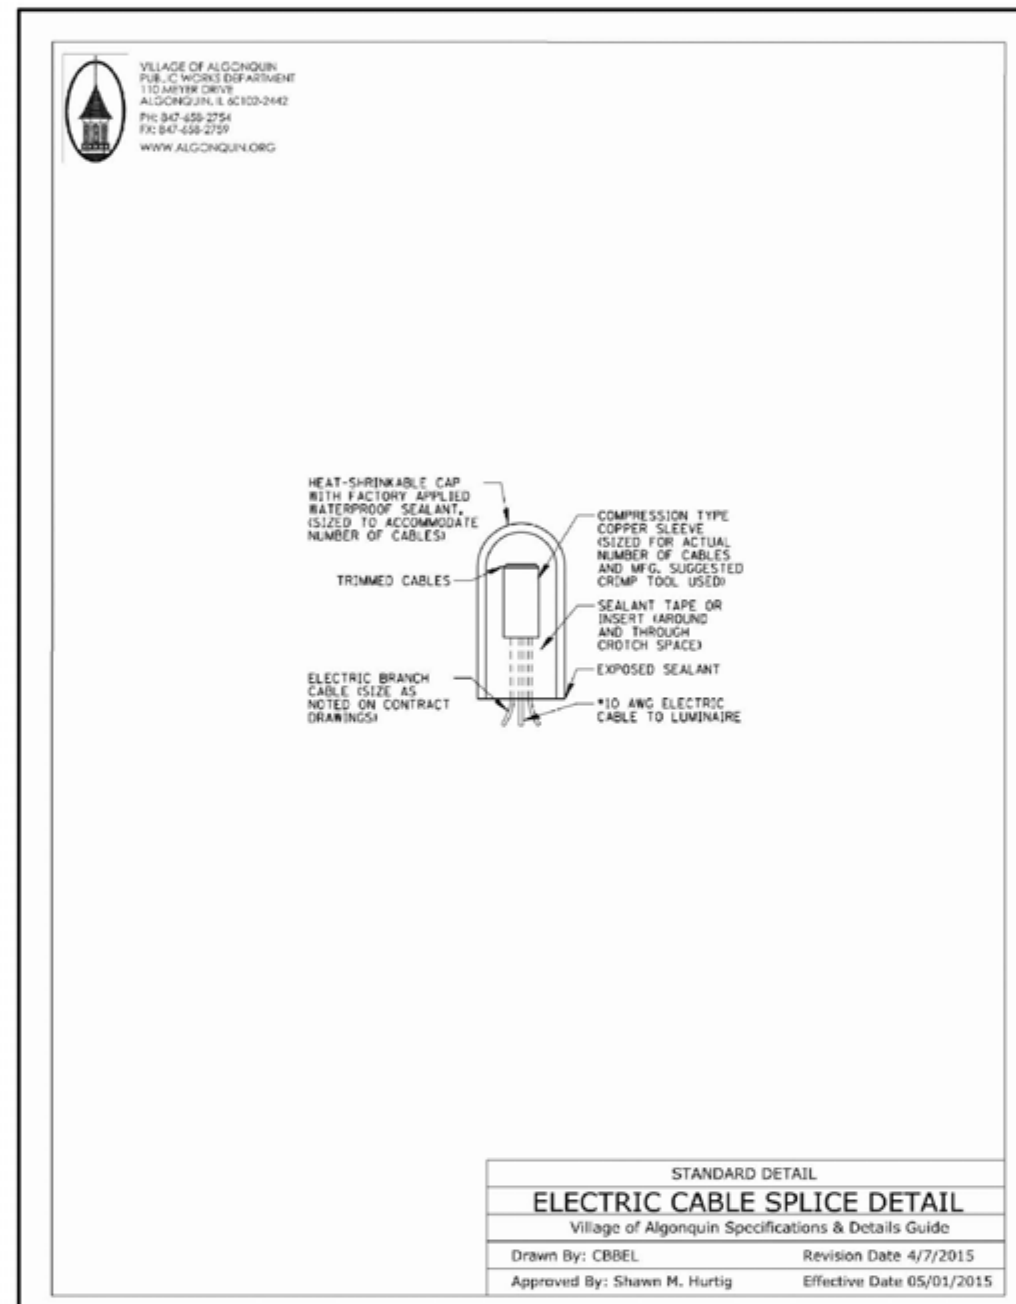 VILLAGE OF ALGONQUIN
PUBLIC WORKS DEPARTMENT
110 MEYER DRIVE
ALGONQUIN, IL 60102-2442
PH: 847-658-2754
FX: 847-658-2759
WWW.ALGONQUIN.ORG
HEAT-SHRINKABLE CAP
WITH FACTORY APPLIED
WATERPROOF SEALANT.
(SIZED TO ACCOMMODATE
NUMBER OF CABLES)
TRIMMED CABLES
ELECTRIC BRANCH
CABLE (SIZE AS
NOTED ON CONTRACT
DRAWINGS)
COMPRESSION TYPE
COPPER SLEEVE
(SIZED FOR ACTUAL
NUMBER OF CABLES
AND MFG. SUGGESTED
CRIMP TOOL USED)
SEALANT TAPE OR
INSERT (AROUND
AND THROUGH
CROTCH SPACE)
EXPOSED SEALANT
*10 AWG ELECTRIC
CABLE TO LUMINAIRE
STANDARD DETAIL
ELECTRIC CABLE SPLICE DETAIL
Village of Algonquin Specifications & Details Guide
Drawn By: CBBEL
Revision Date 4/7/2015
Approved By: Shawn M. Hurtig
Effective Date 05/01/2015